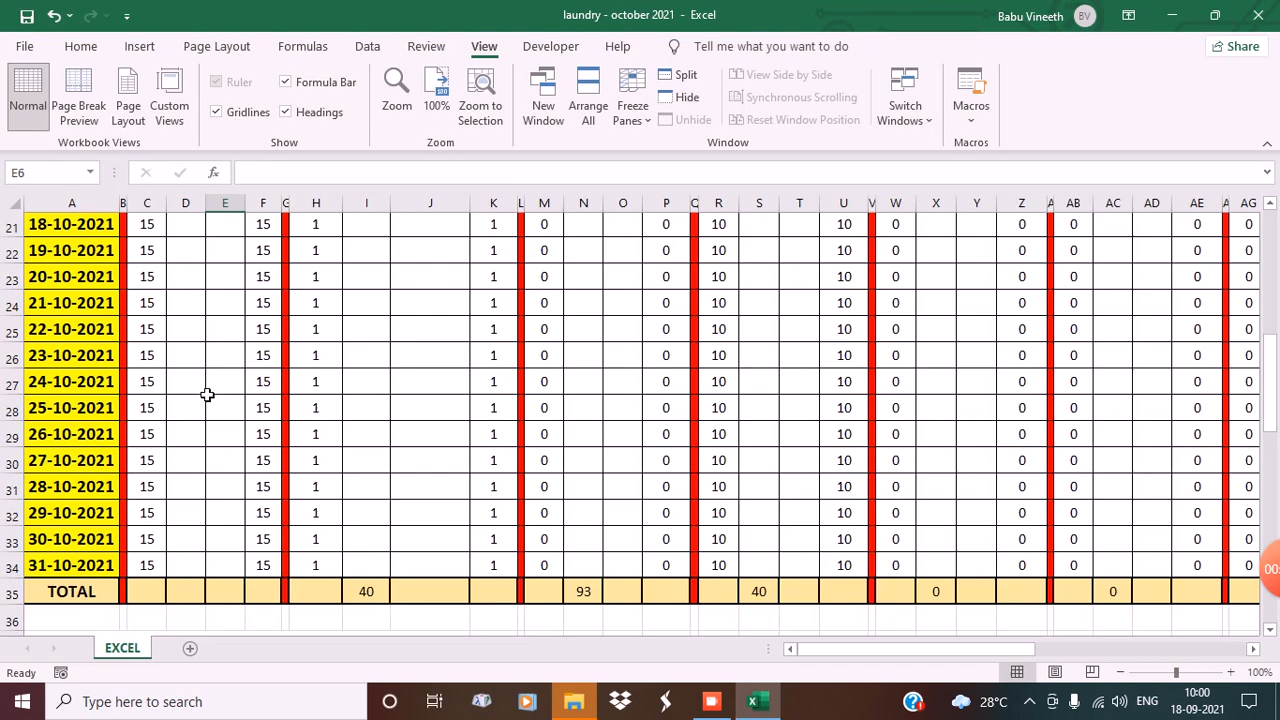 laundry - october 2021 - Excel
Babu Vineeth BV
File Home Insert Page Layout Formulas Data Review View Developer Help Tell me what you want to do Share
Normal Page Break Preview Page Layout Custom Views
Workbook Views
Ruler Formula Bar
Gridlines Headings
Show
Zoom 100% Zoom to Selection
Zoom
New Window Arrange All Freeze Panes
Split
Hide
Unhide
View Side by Side
Synchronous Scrolling
Reset Window Position
Switch Windows
Window
Macros
Macros
E6 fx
A B C D E F G H I J K L M N O P Q R S T U V W X Y Z A AB AC AD AE A AG
21 18-10-2021 15 15 1 1 0 0 10 10 0 0 0 0 0
22 19-10-2021 15 15 1 1 0 0 10 10 0 0 0 0 0
23 20-10-2021 15 15 1 1 0 0 10 10 0 0 0 0 0
24 21-10-2021 15 15 1 1 0 0 10 10 0 0 0 0 0
25 22-10-2021 15 15 1 1 0 0 10 10 0 0 0 0 0
26 23-10-2021 15 15 1 1 0 0 10 10 0 0 0 0 0
27 24-10-2021 15 15 1 1 0 0 10 10 0 0 0 0 0
28 25-10-2021 15 15 1 1 0 0 10 10 0 0 0 0 0
29 26-10-2021 15 15 1 1 0 0 10 10 0 0 0 0 0
30 27-10-2021 15 15 1 1 0 0 10 10 0 0 0 0 0
31 28-10-2021 15 15 1 1 0 0 10 10 0 0 0 0 0
32 29-10-2021 15 15 1 1 0 0 10 10 0 0 0 0 0
33 30-10-2021 15 15 1 1 0 0 10 10 0 0 0 0 0
34 31-10-2021 15 15 1 1 0 0 10 10 0 0 0 0 0
35 TOTAL 40 93 40 0 0
36
00:
EXCEL
Ready 100%
Type here to search 28°C ENG 10:00
18-09-2021